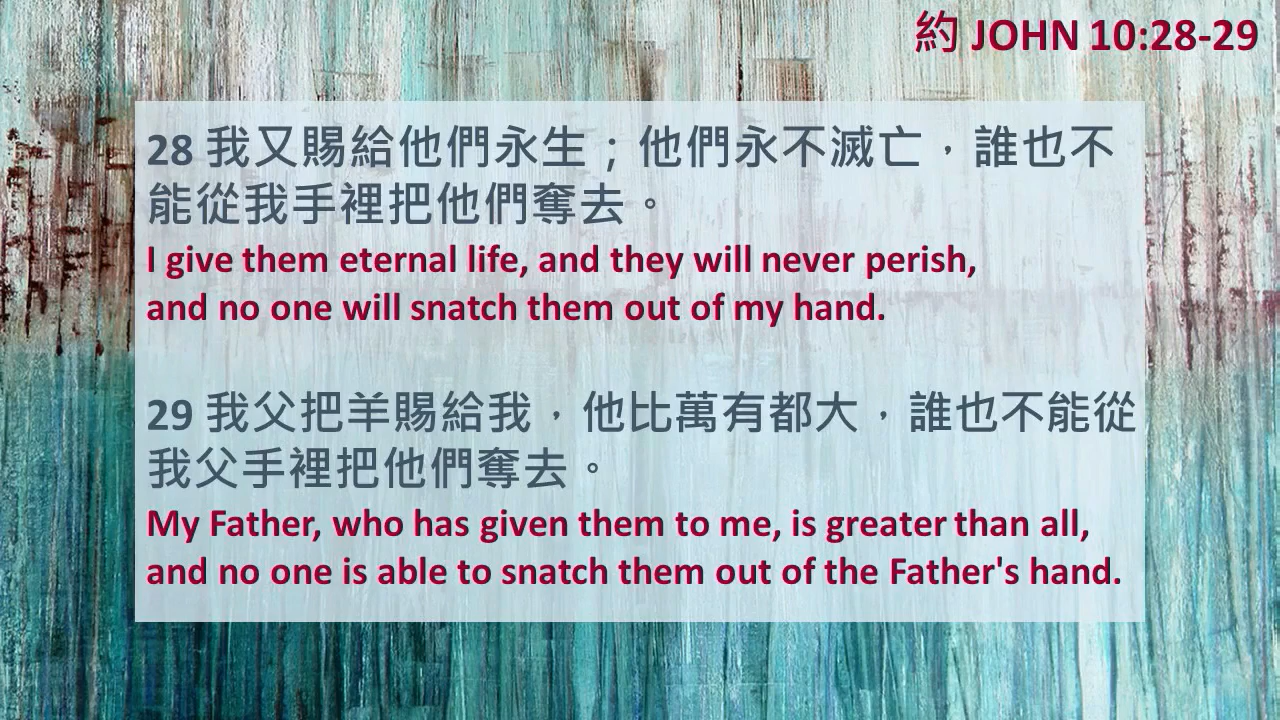 約 JOHN 10:28-29
28 我又賜給他們永生；他們永不滅亡，誰也不
能從我手裡把他們奪去。
I give them eternal life, and they will never perish,
and no one will snatch them out of my hand.
29 我父把羊賜給我，他比萬有都大，誰也不能從
我父手裡把他們奪去。
My Father, who has given them to me, is greater than all,
and no one is able to snatch them out of the Father's hand.